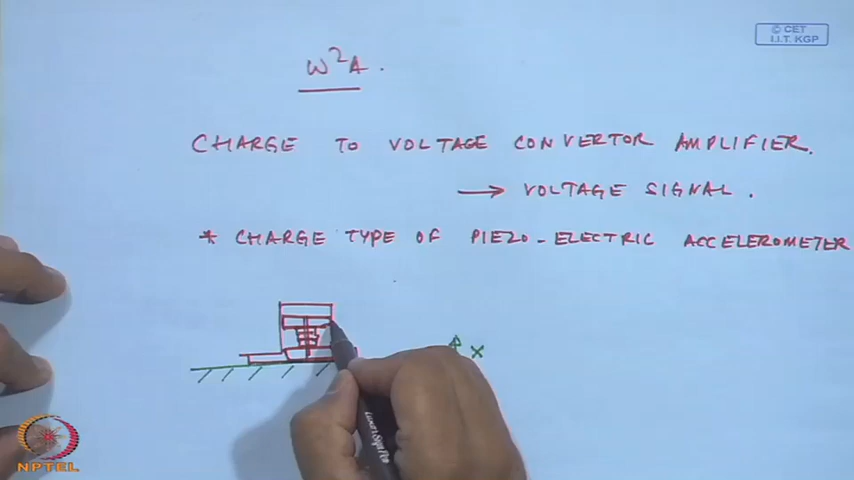 © CET
I.I.T. KGP
ω²A.
CHARGE TO VOLTAGE CONVERTOR AMPLIFIER.
→ VOLTAGE SIGNAL.
* CHARGE TYPE OF PIEZO-ELECTRIC ACCELEROMETER
X
NPTEL